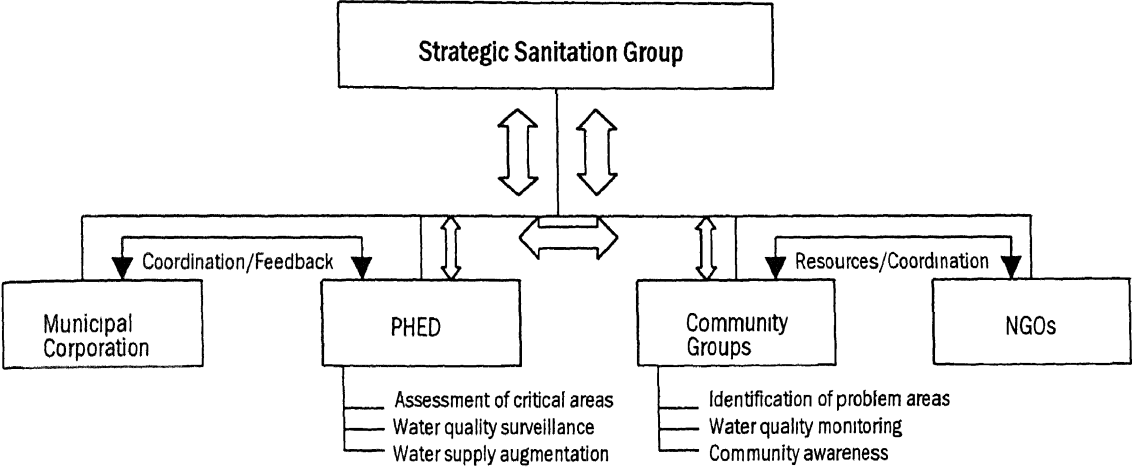 Strategic Sanitation Group
Coordination/Feedback
Resources/Coordination
Municipal
Corporation
PHED
Community
Groups
NGOs
Assessment of critical areas
Water quality surveillance
Water supply augmentation
Identification of problem areas
Water quality monitoring
Community awareness